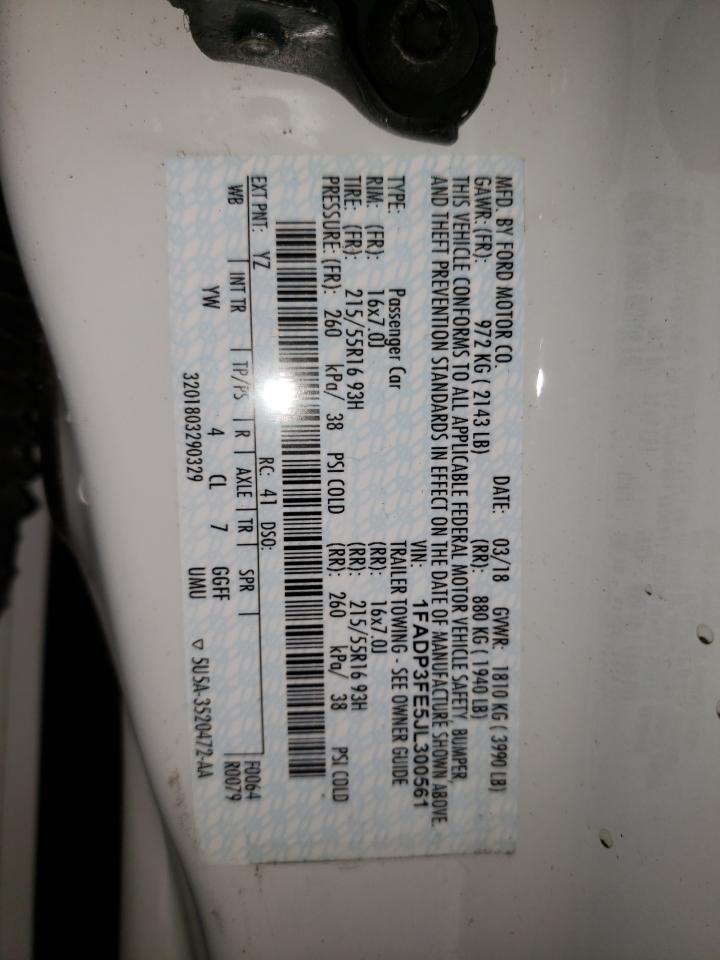 MFD. BY FORD MOTOR CO. DATE: 03/18 GVWR: 1810 KG ( 3990 LB)
GAWR: (FR): 972 KG ( 2143 LB) (RR): 880 KG ( 1940 LB)
THIS VEHICLE CONFORMS TO ALL APPLICABLE FEDERAL MOTOR VEHICLE SAFETY, BUMPER,
AND THEFT PREVENTION STANDARDS IN EFFECT ON THE DATE OF MANUFACTURE SHOWN ABOVE.
VIN: 1FADP3FE5JL300561
TYPE: Passenger Car TRAILER TOWING - SEE OWNER GUIDE
RIM: (FR): 16x7.0J (RR): 16x7.0J
TIRE: (FR): 215/55R16 93H (RR): 215/55R16 93H
PRESSURE: (FR): 260 kPa/ 38 PSI COLD (RR): 260 kPa/ 38 PSI COLD
EXT PNT: YZ RC: 41 DSO: F0064
WB INT TR TP/PS R AXLE TR SPR R0079
YW 4 CL 7 GGFF
UMU
3201803290329 ▽ 5U5A-3520472-AA